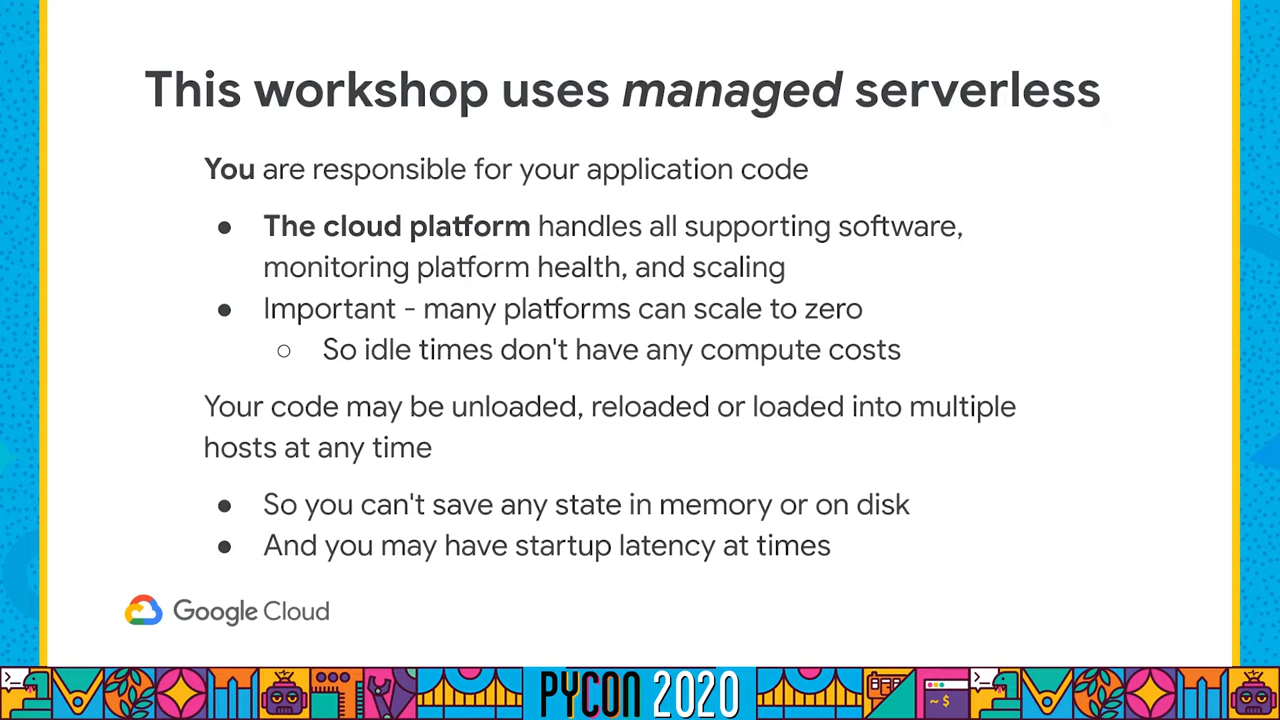 This workshop uses managed serverless
You are responsible for your application code
● The cloud platform handles all supporting software,
monitoring platform health, and scaling
● Important - many platforms can scale to zero
○ So idle times don't have any compute costs
Your code may be unloaded, reloaded or loaded into multiple
hosts at any time
● So you can't save any state in memory or on disk
● And you may have startup latency at times
Google Cloud
PYCON 2020
~$